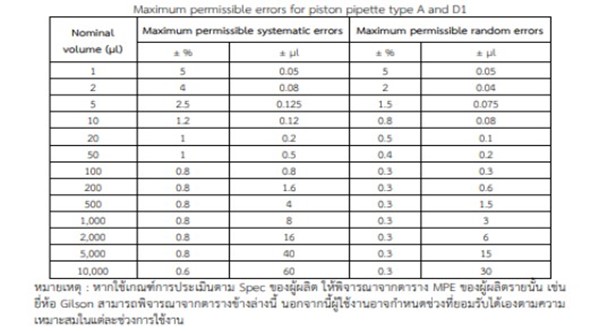 Maximum permissible errors for piston pipette type A and D1
Nominal volume (µl) Maximum permissible systematic errors Maximum permissible random errors
± % ± µl ± % ± µl
1 5 0.05 5 0.05
2 4 0.08 2 0.04
5 2.5 0.125 1.5 0.075
10 1.2 0.12 0.8 0.08
20 1 0.2 0.5 0.1
50 1 0.5 0.4 0.2
100 0.8 0.8 0.3 0.3
200 0.8 1.6 0.3 0.6
500 0.8 4 0.3 1.5
1,000 0.8 8 0.3 3
2,000 0.8 16 0.3 6
5,000 0.8 40 0.3 15
10,000 0.6 60 0.3 30
หมายเหตุ : หากใช้เกณฑ์การประเมินตาม Spec ของผู้ผลิต ให้พิจารณาจากตาราง MPE ของผู้ผลิตรายนั้น เช่น
ยี่ห้อ Gilson สามารถพิจารณาจากตารางข้างล่างนี้ นอกจากนี้ผู้ใช้งานอาจกำหนดช่วงที่ยอมรับได้เองตามความ
เหมาะสมในแต่ละช่วงการใช้งาน